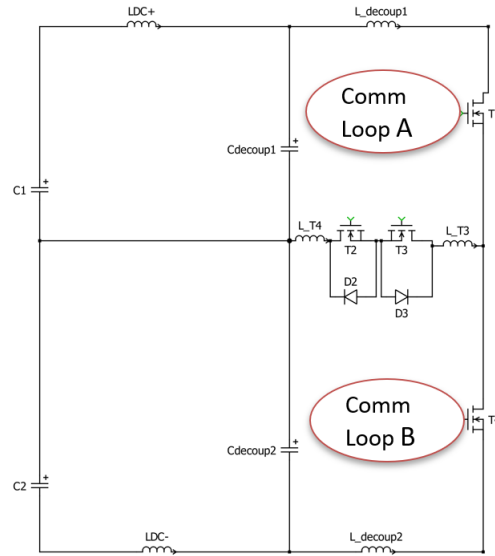 LDC+
L_decoup1
Comm
Loop A
T
Cdecoup1
C1
L_T4
L_T3
T2
T3
D2
D3
Comm
Loop B
Cdecoup2
C2
LDC-
L_decoup2